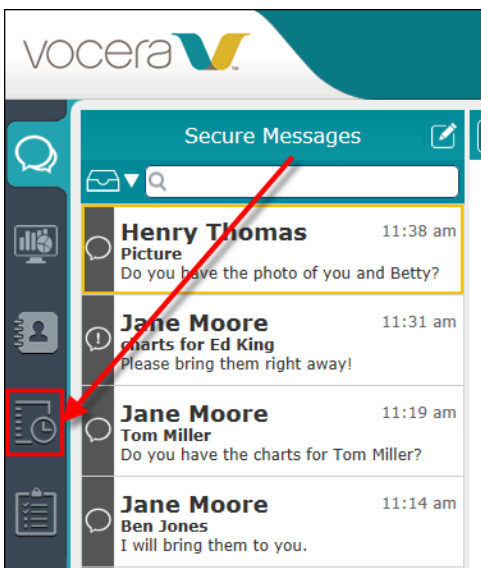 vocera
Secure Messages
Henry Thomas 11:38 am
Picture
Do you have the photo of you and Betty?
Jane Moore 11:31 am
charts for Ed King
Please bring them right away!
Jane Moore 11:19 am
Tom Miller
Do you have the charts for Tom Miller?
Jane Moore 11:14 am
Ben Jones
I will bring them to you.